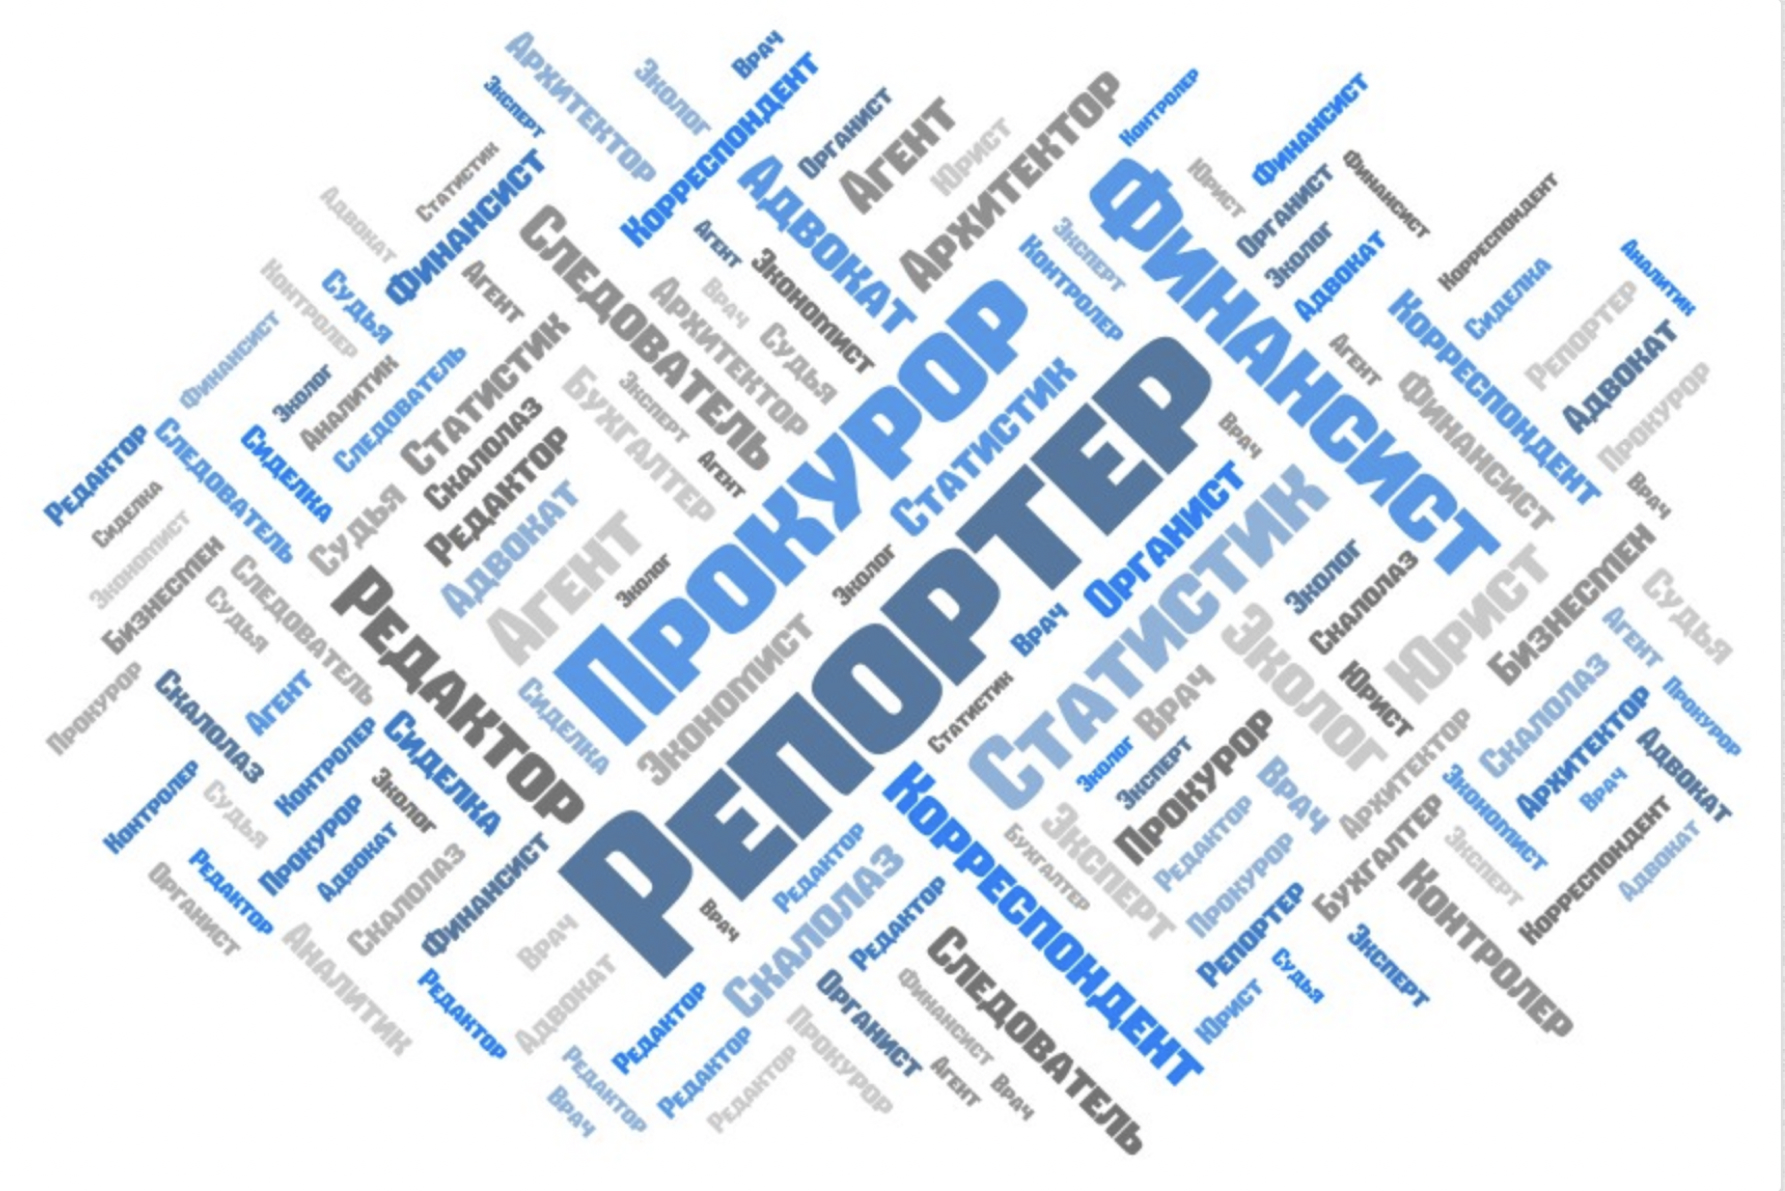 Архитектор
Эколог
Врач
Эксперт
Корреспондент
Органист
Агент
Юрист
Архитектор
Контролер
Финансист
Статистик
Финансист
Адвокат
Следователь
Адвокат
Агент
Экономист
Эксперт
Контролер
Финансист
Юрист
Органист
Эколог
Адвокат
Финансист
Корреспондент
Аналитик
Сиделка
Репортер
Адвокат
Прокурор
Корреспондент
Агент
Финансист
Врач
Контролер
Судья
Агент
Архитектор
Врач
Судья
Финансист
Эколог
Аналитик
Следователь
Статистик
Бухгалтер
Эксперт
Агент
Прокурор
Статистик
Репортер
Врач
Редактор
Следователь
Сиделка
Скалолаз
Редактор
Судья
Адвокат
Агент
Эколог
Эколог
Органист
Статистик
Сиделка
Экономист
Бизнесмен
Следователь
Судья
Редактор
Сиделка
Экономист
Врач
Статистик
Эколог
Скалолаз
Эколог
Юрист
Юрист
Бизнесмен
Судья
Агент
Прокурор
Скалолаз
Архитектор
Адвокат
Прокурор
Скалолаз
Агент
Контролер
Сиделка
Эколог
Врач
Эколог
Эксперт
Прокурор
Врач
Архитектор
Экономист
Врач
Контролер
Судья
Прокурор
Адвокат
Скалолаз
Финансист
Корреспондент
Бухгалтер
Эксперт
Редактор
Прокурор
Бухгалтер
Эксперт
Корреспондент
Адвокат
Контролер
Органист
Редактор
Аналитик
Врач
Адвокат
Редактор
Врач
Редактор
Скалолаз
Редактор
Следователь
Репортер
Судья
Юрист
Эксперт
Редактор
Редактор
Редактор
Прокурор
Органист
Финансист
Агент
Врач
Редактор
Врач